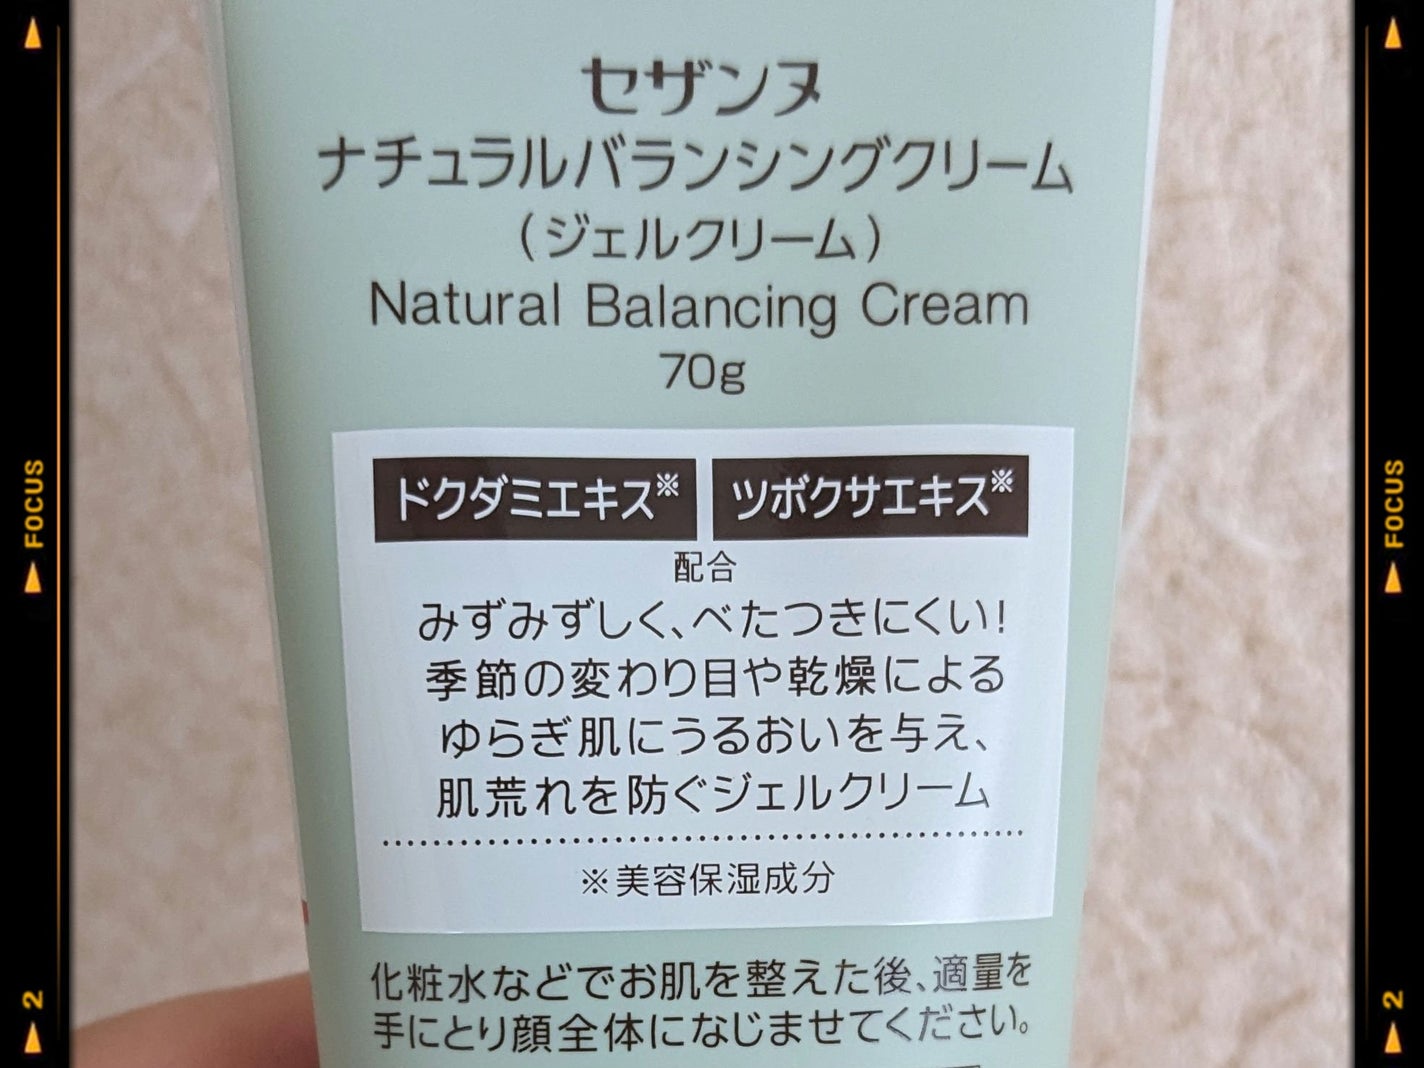 セザンヌ
ナチュラルバランシングクリーム
（ジェルクリーム）
Natural Balancing Cream
70g
ドクダミエキス※ ツボクサエキス※
配合
みずみずしく、べたつきにくい！
季節の変わり目や乾燥による
ゆらぎ肌にうるおいを与え、
肌荒れを防ぐジェルクリーム
※美容保湿成分
化粧水などでお肌を整えた後、適量を
手にとり顔全体になじませてください。
FOCUS
2
FOCUS
2